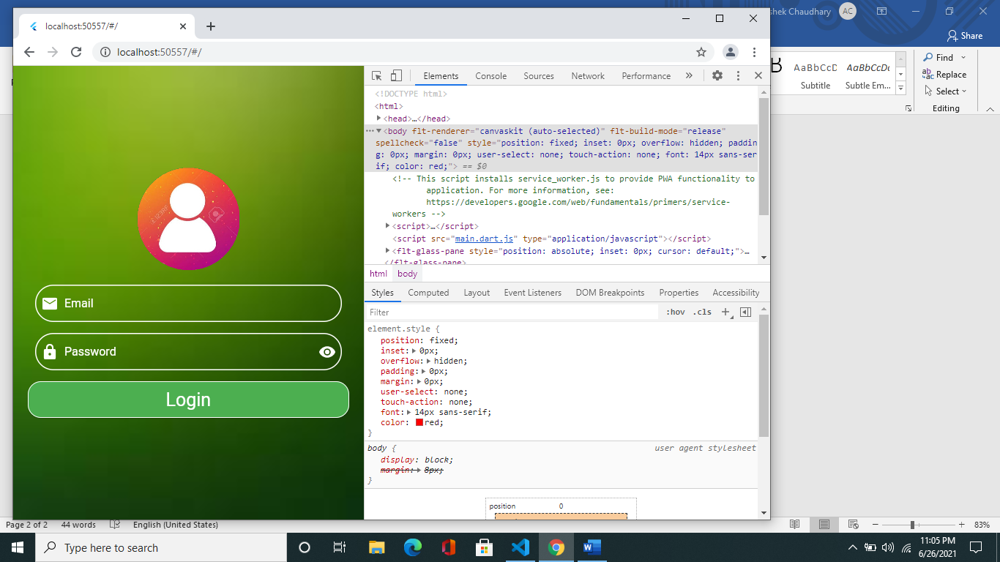 localhost:50557/#/
shek Chaudhary
AC
Share
localhost:50557/#/
Elements
Console
Sources
Network
Performance
<!DOCTYPE html>
<html>
<head>…</head>
<body flt-renderer="canvaskit (auto-selected)" flt-build-mode="release"
spellcheck="false" style="position: fixed; inset: 0px; overflow: hidden; paddin
g: 0px; margin: 0px; user-select: none; touch-action: none; font: 14px sans-ser
if; color: red;"> == $0
<!-- This script installs service_worker.js to provide PWA functionality to
application. For more information, see:
https://developers.google.com/web/fundamentals/primers/service-
workers -->
<script>…</script>
<script src="main.dart.js" type="application/javascript"></script>
<flt-glass-pane style="position: absolute; inset: 0px; cursor: default;">…
</flt-glass-pane>
html
body
Styles
Computed
Layout
Event Listeners
DOM Breakpoints
Properties
Accessibility
Filter
:hov
.cls
element.style {
position: fixed;
inset: 0px;
overflow: hidden;
padding: 0px;
margin: 0px;
user-select: none;
touch-action: none;
font: 14px sans-serif;
color: red;
}
body {
user agent stylesheet
display: block;
margin: 8px;
}
position
0
Email
Password
Login
AaBbCcD
AaBbCcDc
Subtitle
Subtle Em...
Find
Replace
Select
Editing
Page 2 of 2
44 words
English (United States)
83%
Type here to search
11:05 PM
6/26/2021